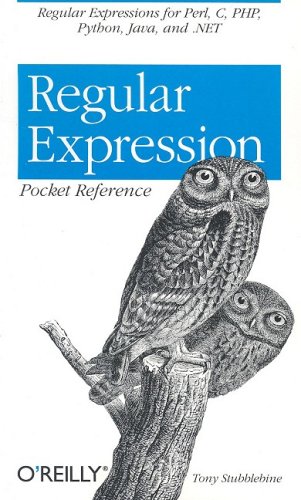 Regular Expressions for Perl, C, PHP,
Python, Java, and .NET
Regular
Expression
Pocket Reference
O'REILLY®
Tony Stubblebine